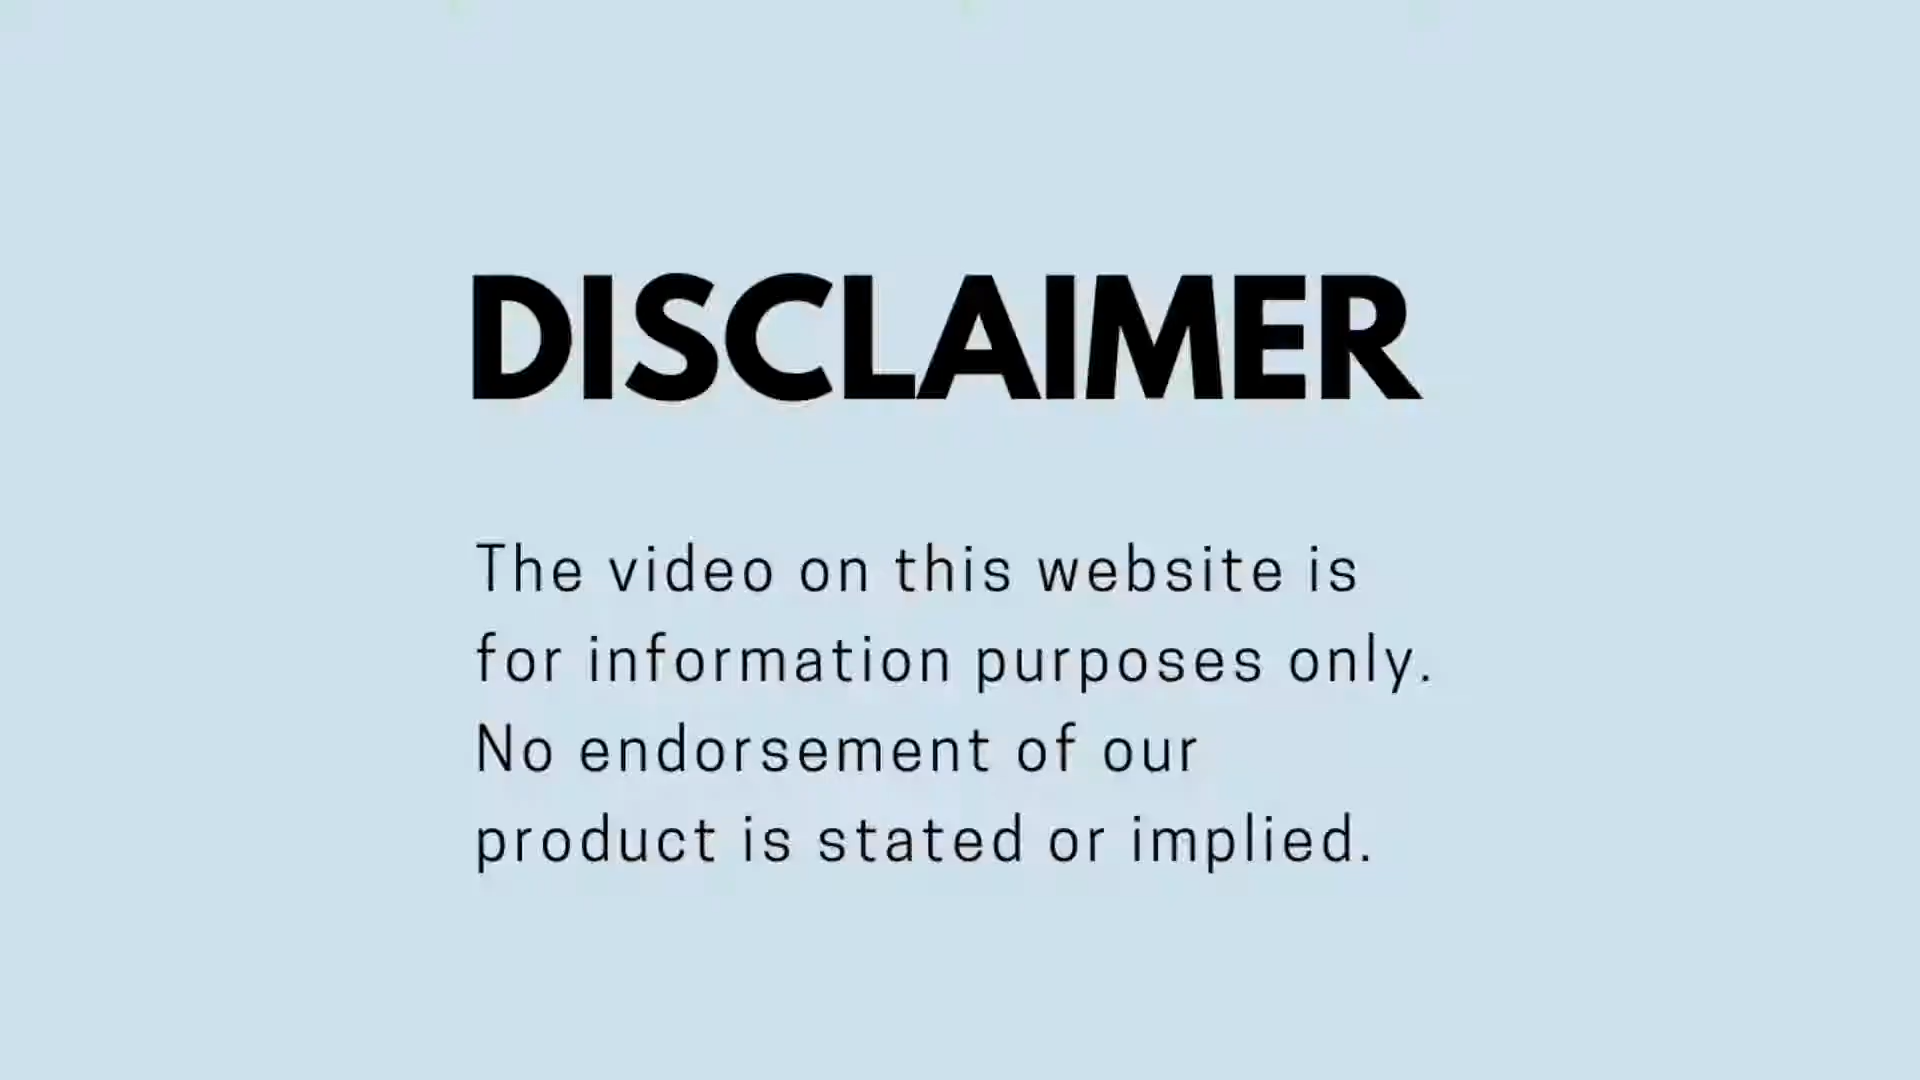 DISCLAIMER
The video on this website is
for information purposes only.
No endorsement of our
product is stated or implied.